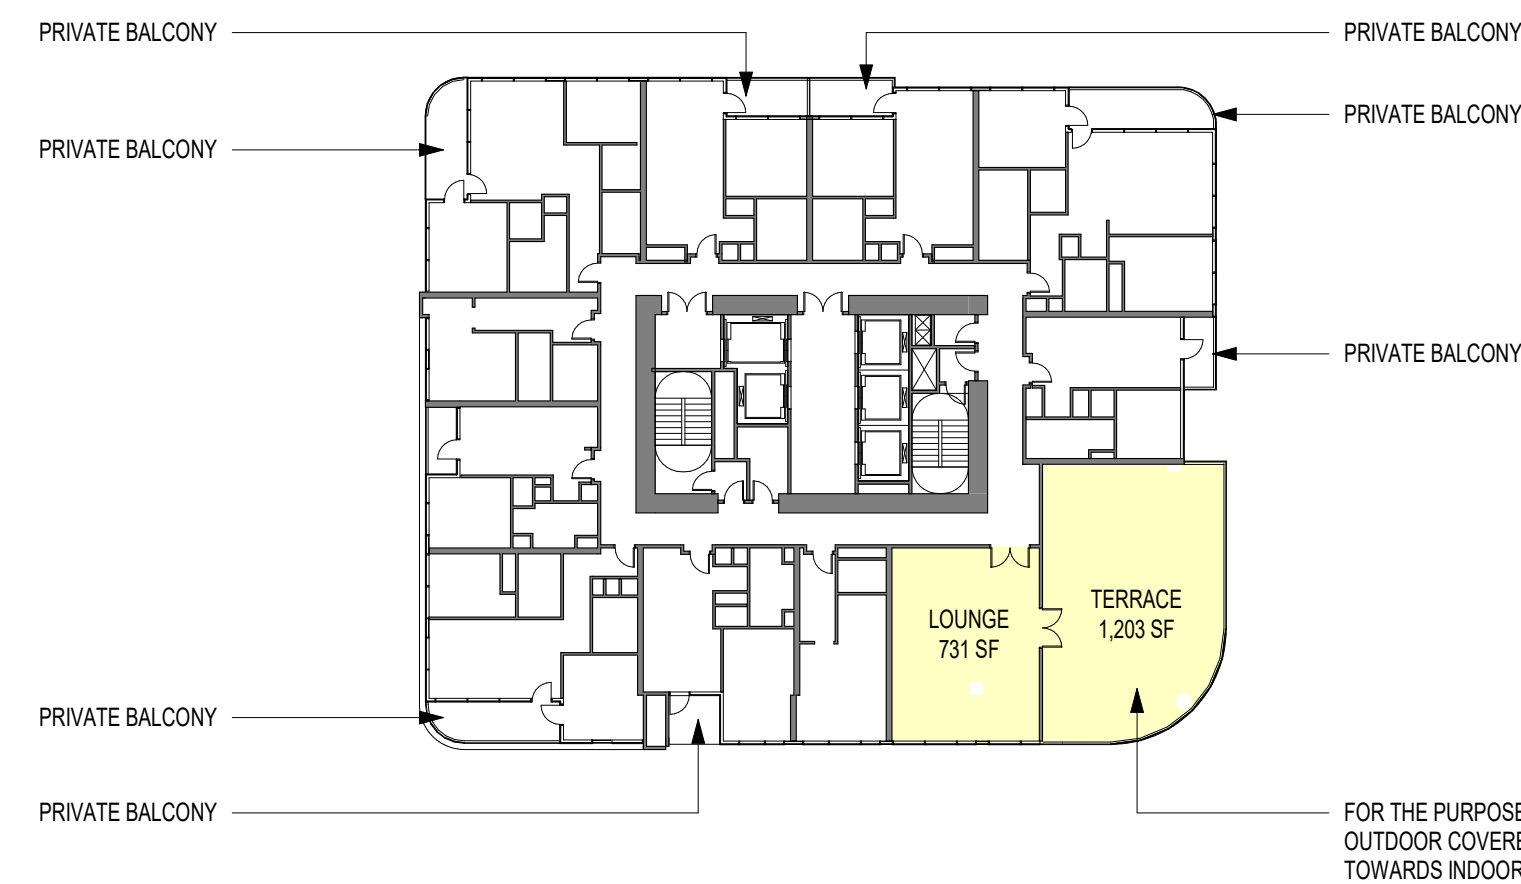 PRIVATE BALCONY
PRIVATE BALCONY
PRIVATE BALCONY
PRIVATE BALCONY
PRIVATE BALCONY
LOUNGE
731 SF
TERRACE
1,203 SF
PRIVATE BALCONY
PRIVATE BALCONY
FOR THE PURPOSE
OUTDOOR
TOWARDS INDOOR